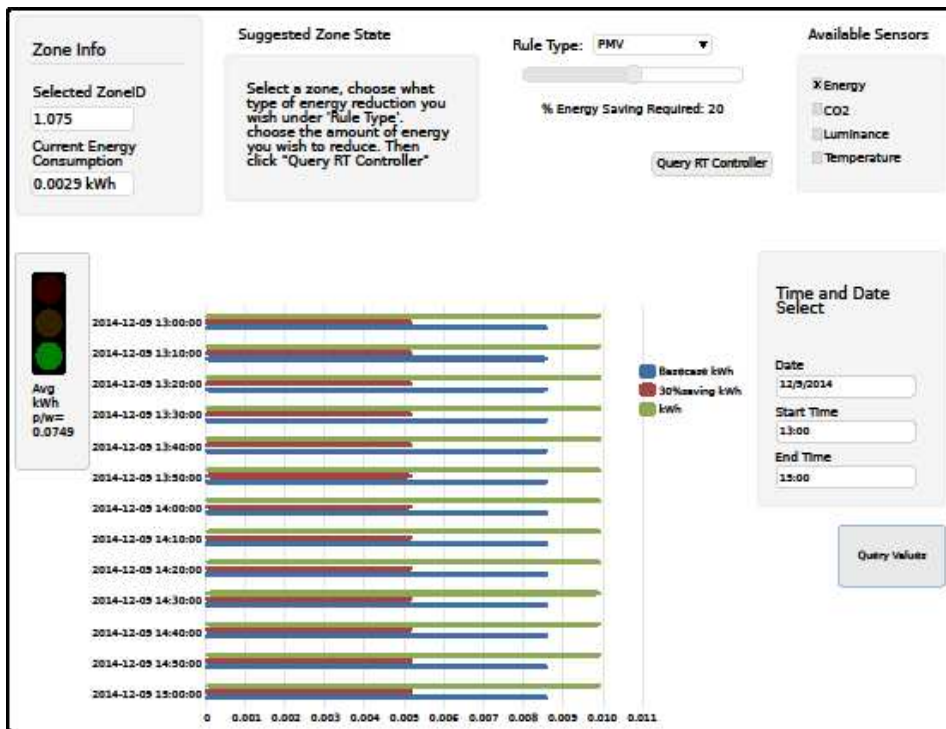 Zone Info
Selected ZoneID
1.075
Current Energy
Consumption
0.0029 kWh
Suggested Zone State
Select a zone, choose what
type of energy reduction you
wish under 'Rule Type'.
choose the amount of energy
you wish to reduce. Then
click "Query RT Controller"
Rule Type: PMV
% Energy Saving Required: 20
Query RT Controller
Available Sensors
Energy
CO2
Luminance
Temperature
Avg
kWh
p/w=
0.0749
2014-12-09 13:00:00
2014-12-09 13:10:00
2014-12-09 13:20:00
2014-12-09 13:30:00
2014-12-09 13:40:00
2014-12-09 13:50:00
2014-12-09 14:00:00
2014-12-09 14:10:00
2014-12-09 14:20:00
2014-12-09 14:30:00
2014-12-09 14:40:00
2014-12-09 14:50:00
2014-12-09 15:00:00
0 0.001 0.002 0.003 0.004 0.005 0.006 0.007 0.008 0.009 0.010 0.011
Basecase kWh
30%saving kWh
kWh
Time and Date
Select
Date
12/9/2014
Start Time
13:00
End Time
15:00
Query Values